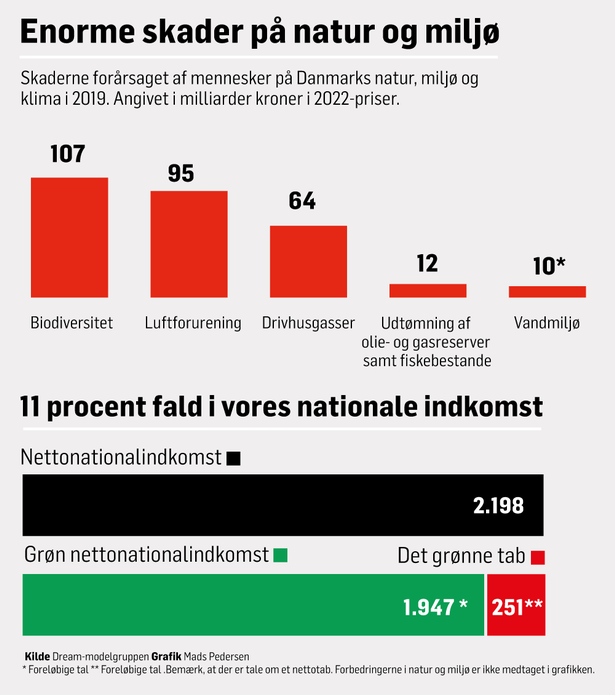 Enorme skader på natur og miljø
Skaderne forårsaget af mennesker på Danmarks natur, miljø og
klima i 2019. Angivet i milliarder kroner i 2022-priser.
107
95
64
12
10*
Biodiversitet
Luftforurening
Drivhusgasser
Udtømning af
olie- og gasreserver
samt fiskebestande
Vandmiljø
11 procent fald i vores nationale indkomst
Nettonationalindkomst
2.198
Grøn nettonationalindkomst
Det grønne tab
1.947 *
251**
Kilde Dream-modelgruppen Grafik Mads Pedersen
* Foreløbige tal ** Foreløbige tal .Bemærk, at der er tale om et nettotab. Forbedringerne i natur og miljø er ikke medtaget i grafikken.